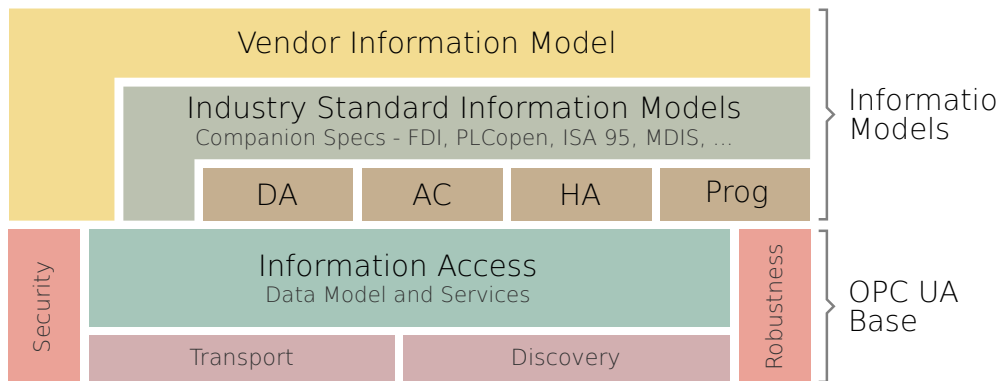 Vendor Information Model
Industry Standard Information Models
Companion Specs - FDI, PLCopen, ISA 95, MDIS, ...
DA
AC
HA
Prog
Informatio
Models
Security
Information Access
Data Model and Services
Robustness
Transport
Discovery
OPC UA
Base